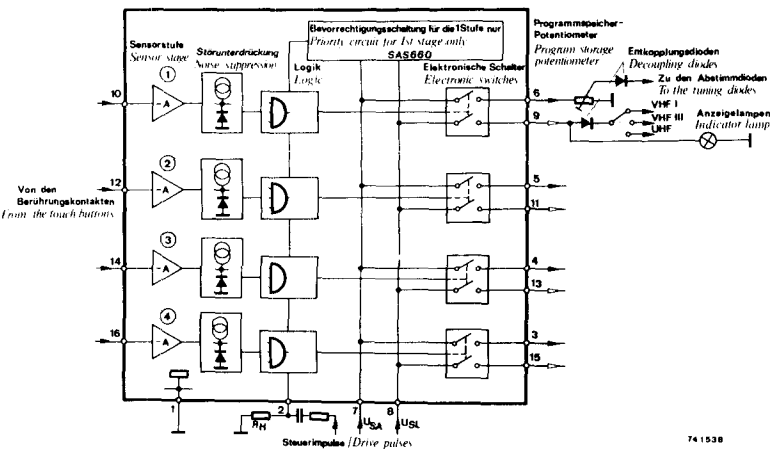 Bevorrechtigungsschaltung für die 1Stufe nur
Priority circuit for 1st stage only
SAS660
Programmspeicher-
Potentiometer
Program storage
potentiometer
Entkopplungsdioden
Decoupling diodes
Zu den Abstimmdioden
To the tuning diodes
Sensorstufe
Sensor stage
Störunterdrückung
Noise suppression
Logik
Logic
Elektronische Schalter
Electronic switches
VHF I
VHF III
UHF
Anzeigelampen
Indicator lamp
Von den
Berührungskontakten
From the touch buttons
1
10
-A
6
9
2
12
-A
5
11
3
14
-A
4
13
4
16
-A
3
15
1
2
7
8
RH
USA
USL
Steuerimpulse / Drive pulses
741538